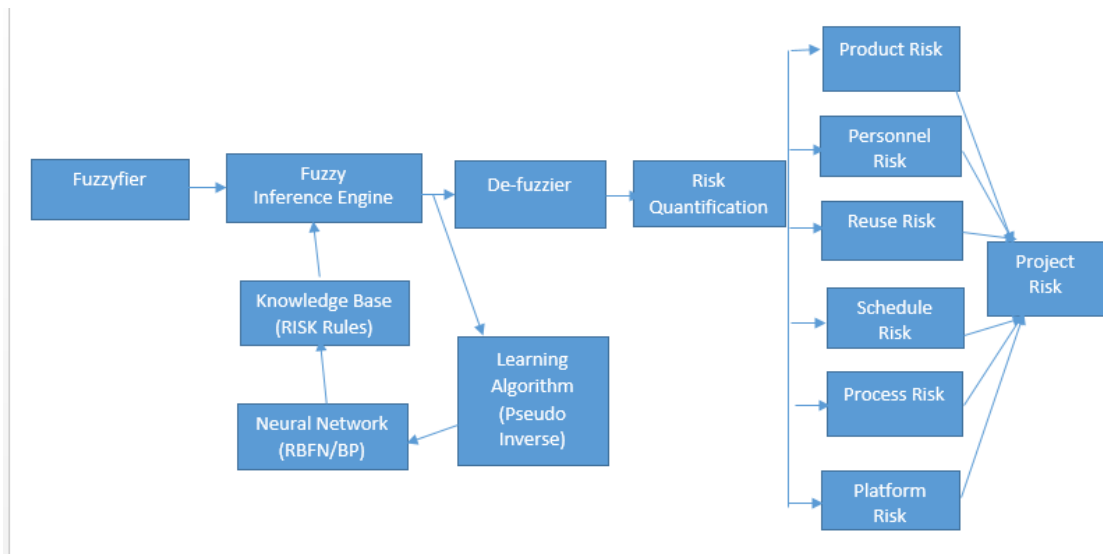 Fuzzyfier
Fuzzy
Inference Engine
De-fuzzier
Risk
Quantification
Product Risk
Personnel
Risk
Reuse Risk
Schedule
Risk
Process Risk
Platform
Risk
Project
Risk
Knowledge Base
(RISK Rules)
Learning
Algorithm
(Pseudo
Inverse)
Neural Network
(RBFN/BP)